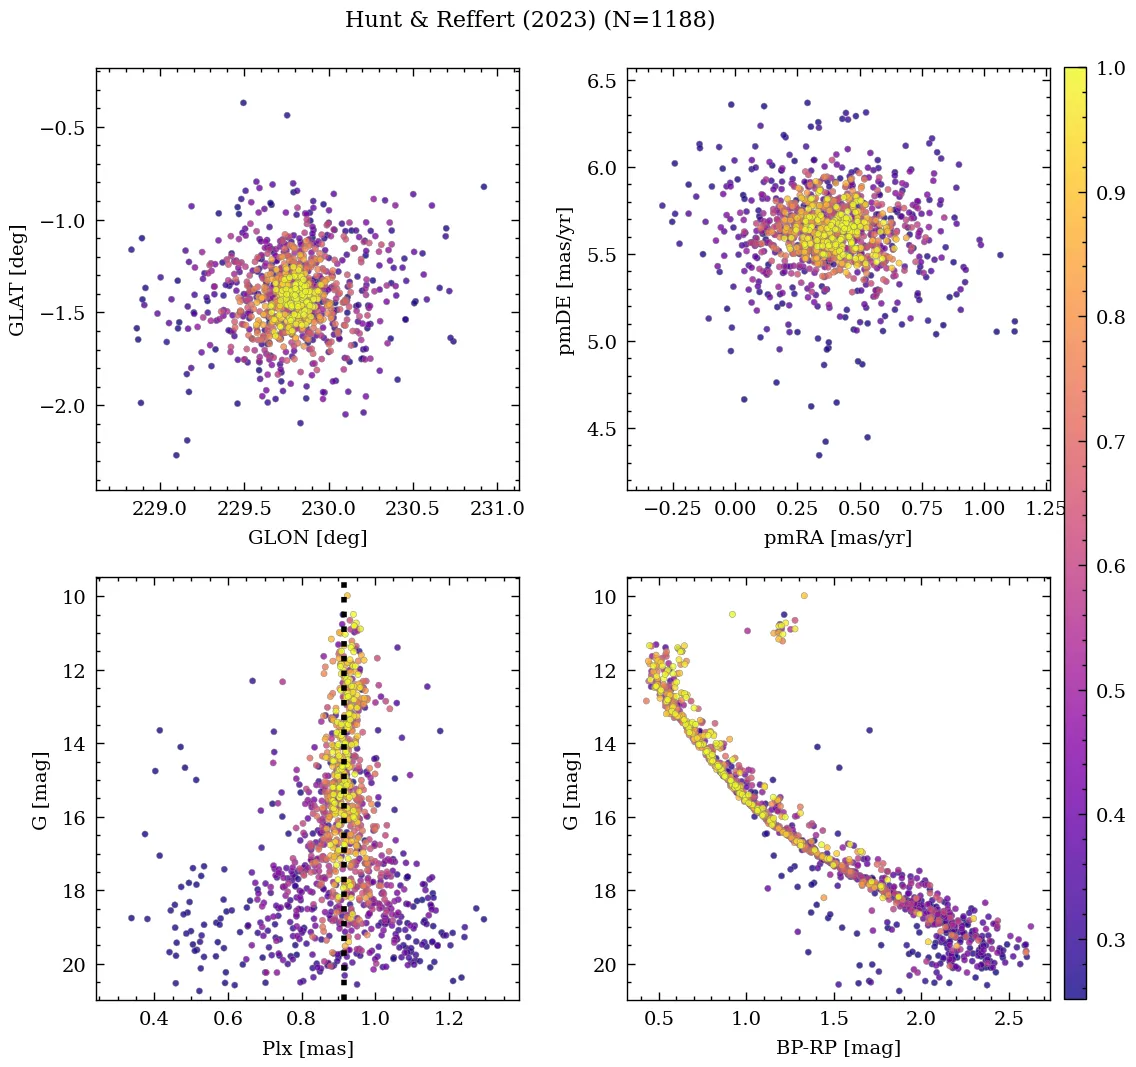 Hunt & Reffert (2023) (N=1188)
−0.5
−1.0
−1.5
−2.0
GLAT [deg]
229.0 229.5 230.0 230.5 231.0
GLON [deg]
6.5
6.0
5.5
5.0
4.5
pmDE [mas/yr]
−0.25 0.00 0.25 0.50 0.75 1.00 1.25
pmRA [mas/yr]
10
12
14
16
18
20
G [mag]
0.4 0.6 0.8 1.0 1.2
Plx [mas]
10
12
14
16
18
20
G [mag]
0.5 1.0 1.5 2.0 2.5
BP-RP [mag]
1.0
0.9
0.8
0.7
0.6
0.5
0.4
0.3